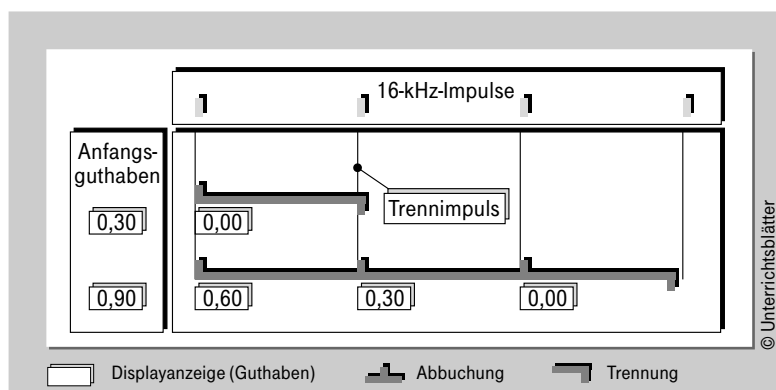 16-kHz-Impulse
Anfangs-
guthaben
Trennimpuls
0,30
0,00
0,90
0,60
0,30
0,00
Displayanzeige (Guthaben)
Abbuchung
Trennung
© Unterrichtsblätter